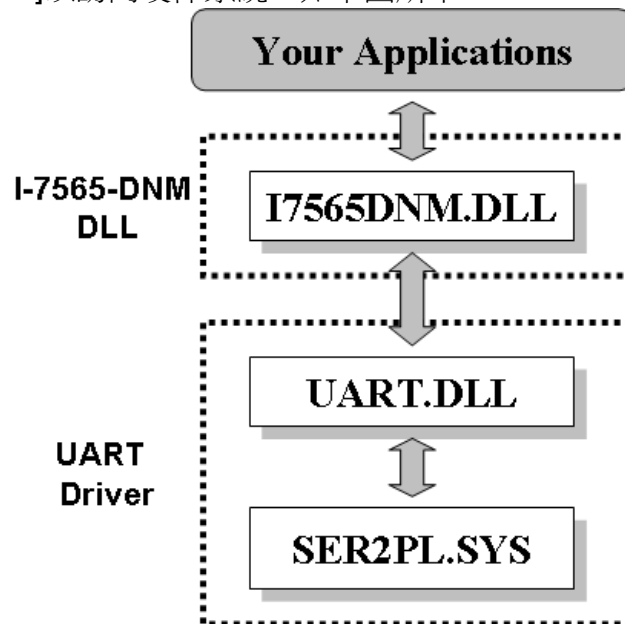 Your Applications
I-7565-DNM
DLL
I7565DNM.DLL
UART.DLL
UART
Driver
SER2PL.SYS